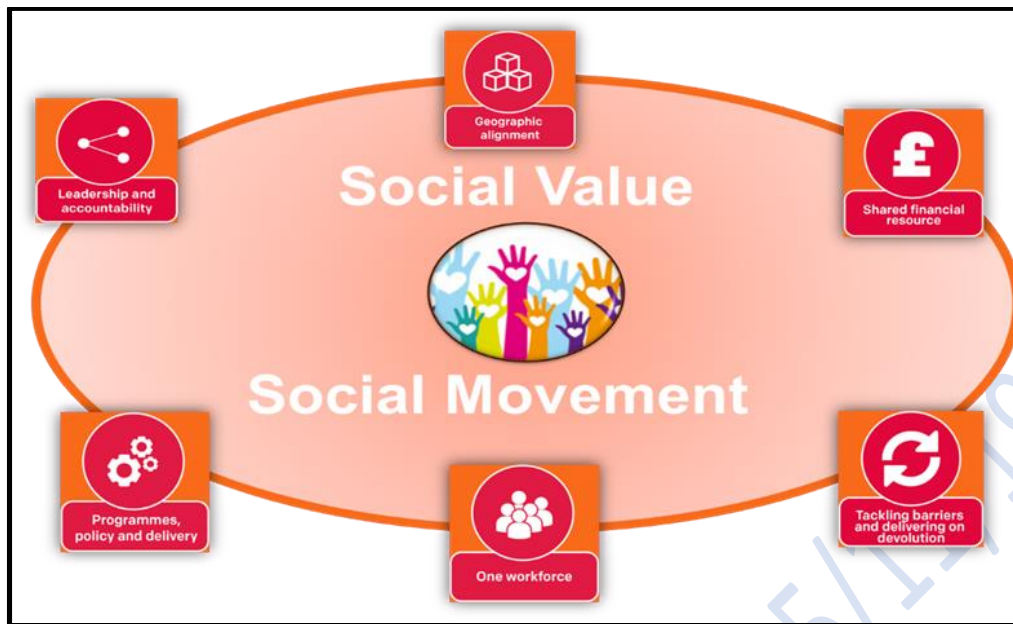 Geographic
alignment
Leadership and
accountability
£
Shared financial
resource
Social Value
Social Movement
Programmes,
policy and delivery
One workforce
Tackling barriers
and delivering on
devolution